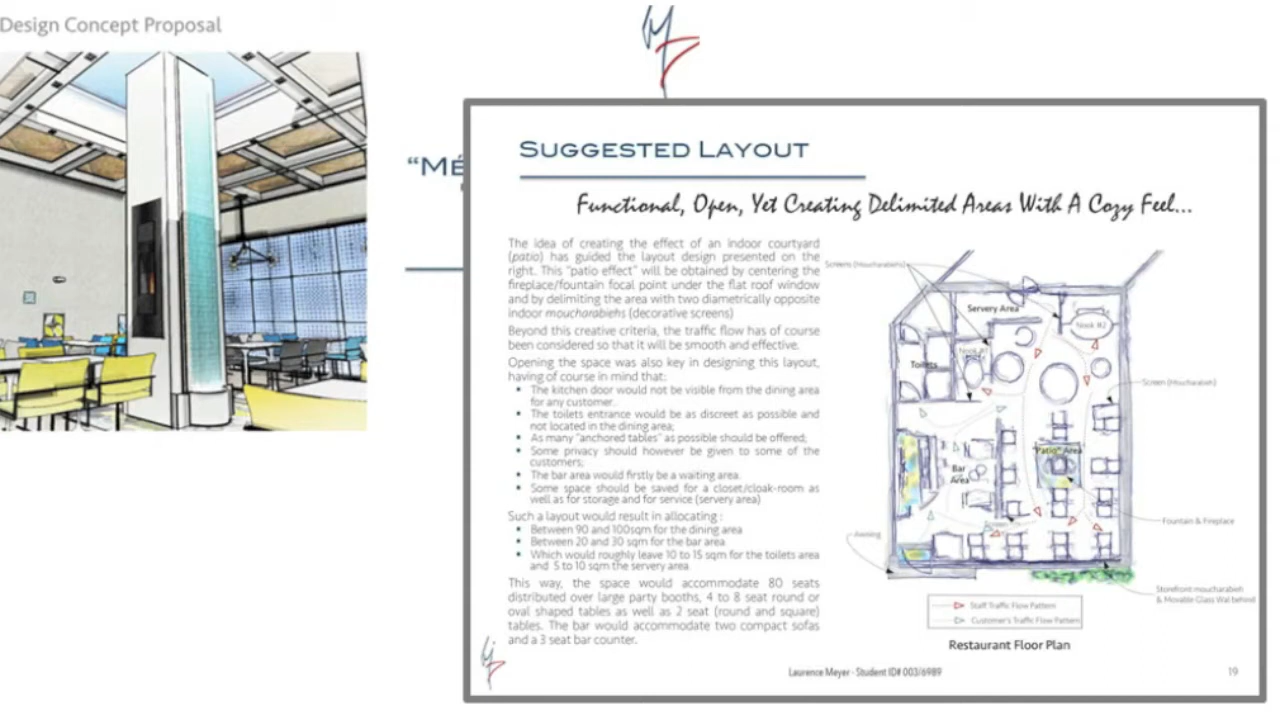 Design Concept Proposal
“MÉ
SUGGESTED LAYOUT
Functional, Open, Yet Creating Delimited Areas With A Cozy Feel...
The idea of creating the effect of an indoor courtyard
(patio) has guided the layout design presented on the
right. This “patio effect” will be obtained by centering the
fireplace/fountain focal point under the flat roof window
and by delimiting the area with two diametrically opposite
indoor moucharabiehs (decorative screens)
Beyond this creative criteria, the traffic flow has of course
been considered so that it will be smooth and effective.
Opening the space was also key in designing this layout,
having of course in mind that:
• The kitchen door would not be visible from the dining area
for any customer.
• The toilets entrance would be as discreet as possible and
not located in the dining area;
• As many “anchored tables” as possible should be offered;
• Some privacy should however be given to some of the
customers;
• The bar area would firstly be a waiting area.
• Some space should be saved for a closet/cloak-room as
well as for storage and for service (servery area)
Such a layout would result in allocating :
• Between 90 and 100sqm for the dining area
• Between 20 and 30 sqm for the bar area
• Which would roughly leave 10 to 15 sqm for the toilets area
and 5 to 10 sqm the servery area.
This way, the space would accommodate 80 seats
distributed over large party booths, 4 to 8 seat round or
oval shaped tables as well as 2 seat (round and square)
tables. The bar would accommodate two compact sofas
and a 3 seat bar counter.
Screens (Moucharabiehs)
Servery Area
Nook #2
Nook #1
Toilets
Screen (Moucharabieh)
"Patio" Area
Bar
Area
Fountain & Fireplace
Awning
Storefront moucharabieh
& Movable Glass Wal behind
Staff Traffic Flow Pattern
Customer's Traffic Flow Pattern
Restaurant Floor Plan
Laurence Meyer - Student ID# 003/6989
19